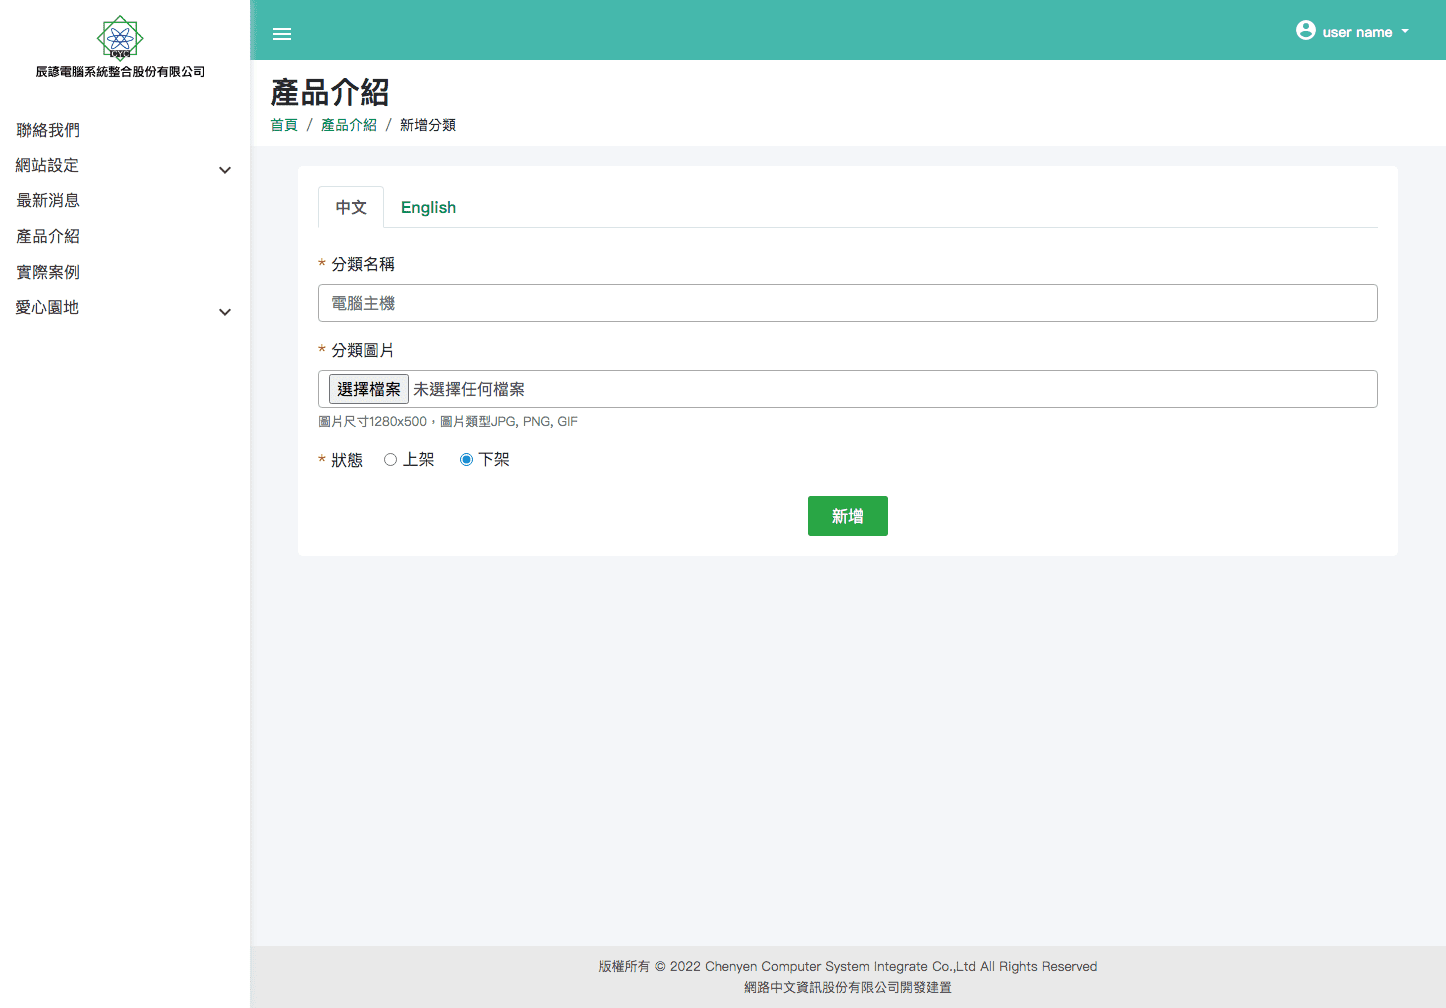 CYC
辰諺電腦系統整合股份有限公司
聯絡我們
網站設定
最新消息
產品介紹
實際案例
愛心園地
user name
產品介紹
首頁 / 產品介紹 / 新增分類
中文 English
* 分類名稱
電腦主機
* 分類圖片
選擇檔案 未選擇任何檔案
圖片尺寸1280x500，圖片類型JPG, PNG, GIF
* 狀態 上架 下架
新增
版權所有 © 2022 Chenyen Computer System Integrate Co.,Ltd All Rights Reserved
網路中文資訊股份有限公司開發建置